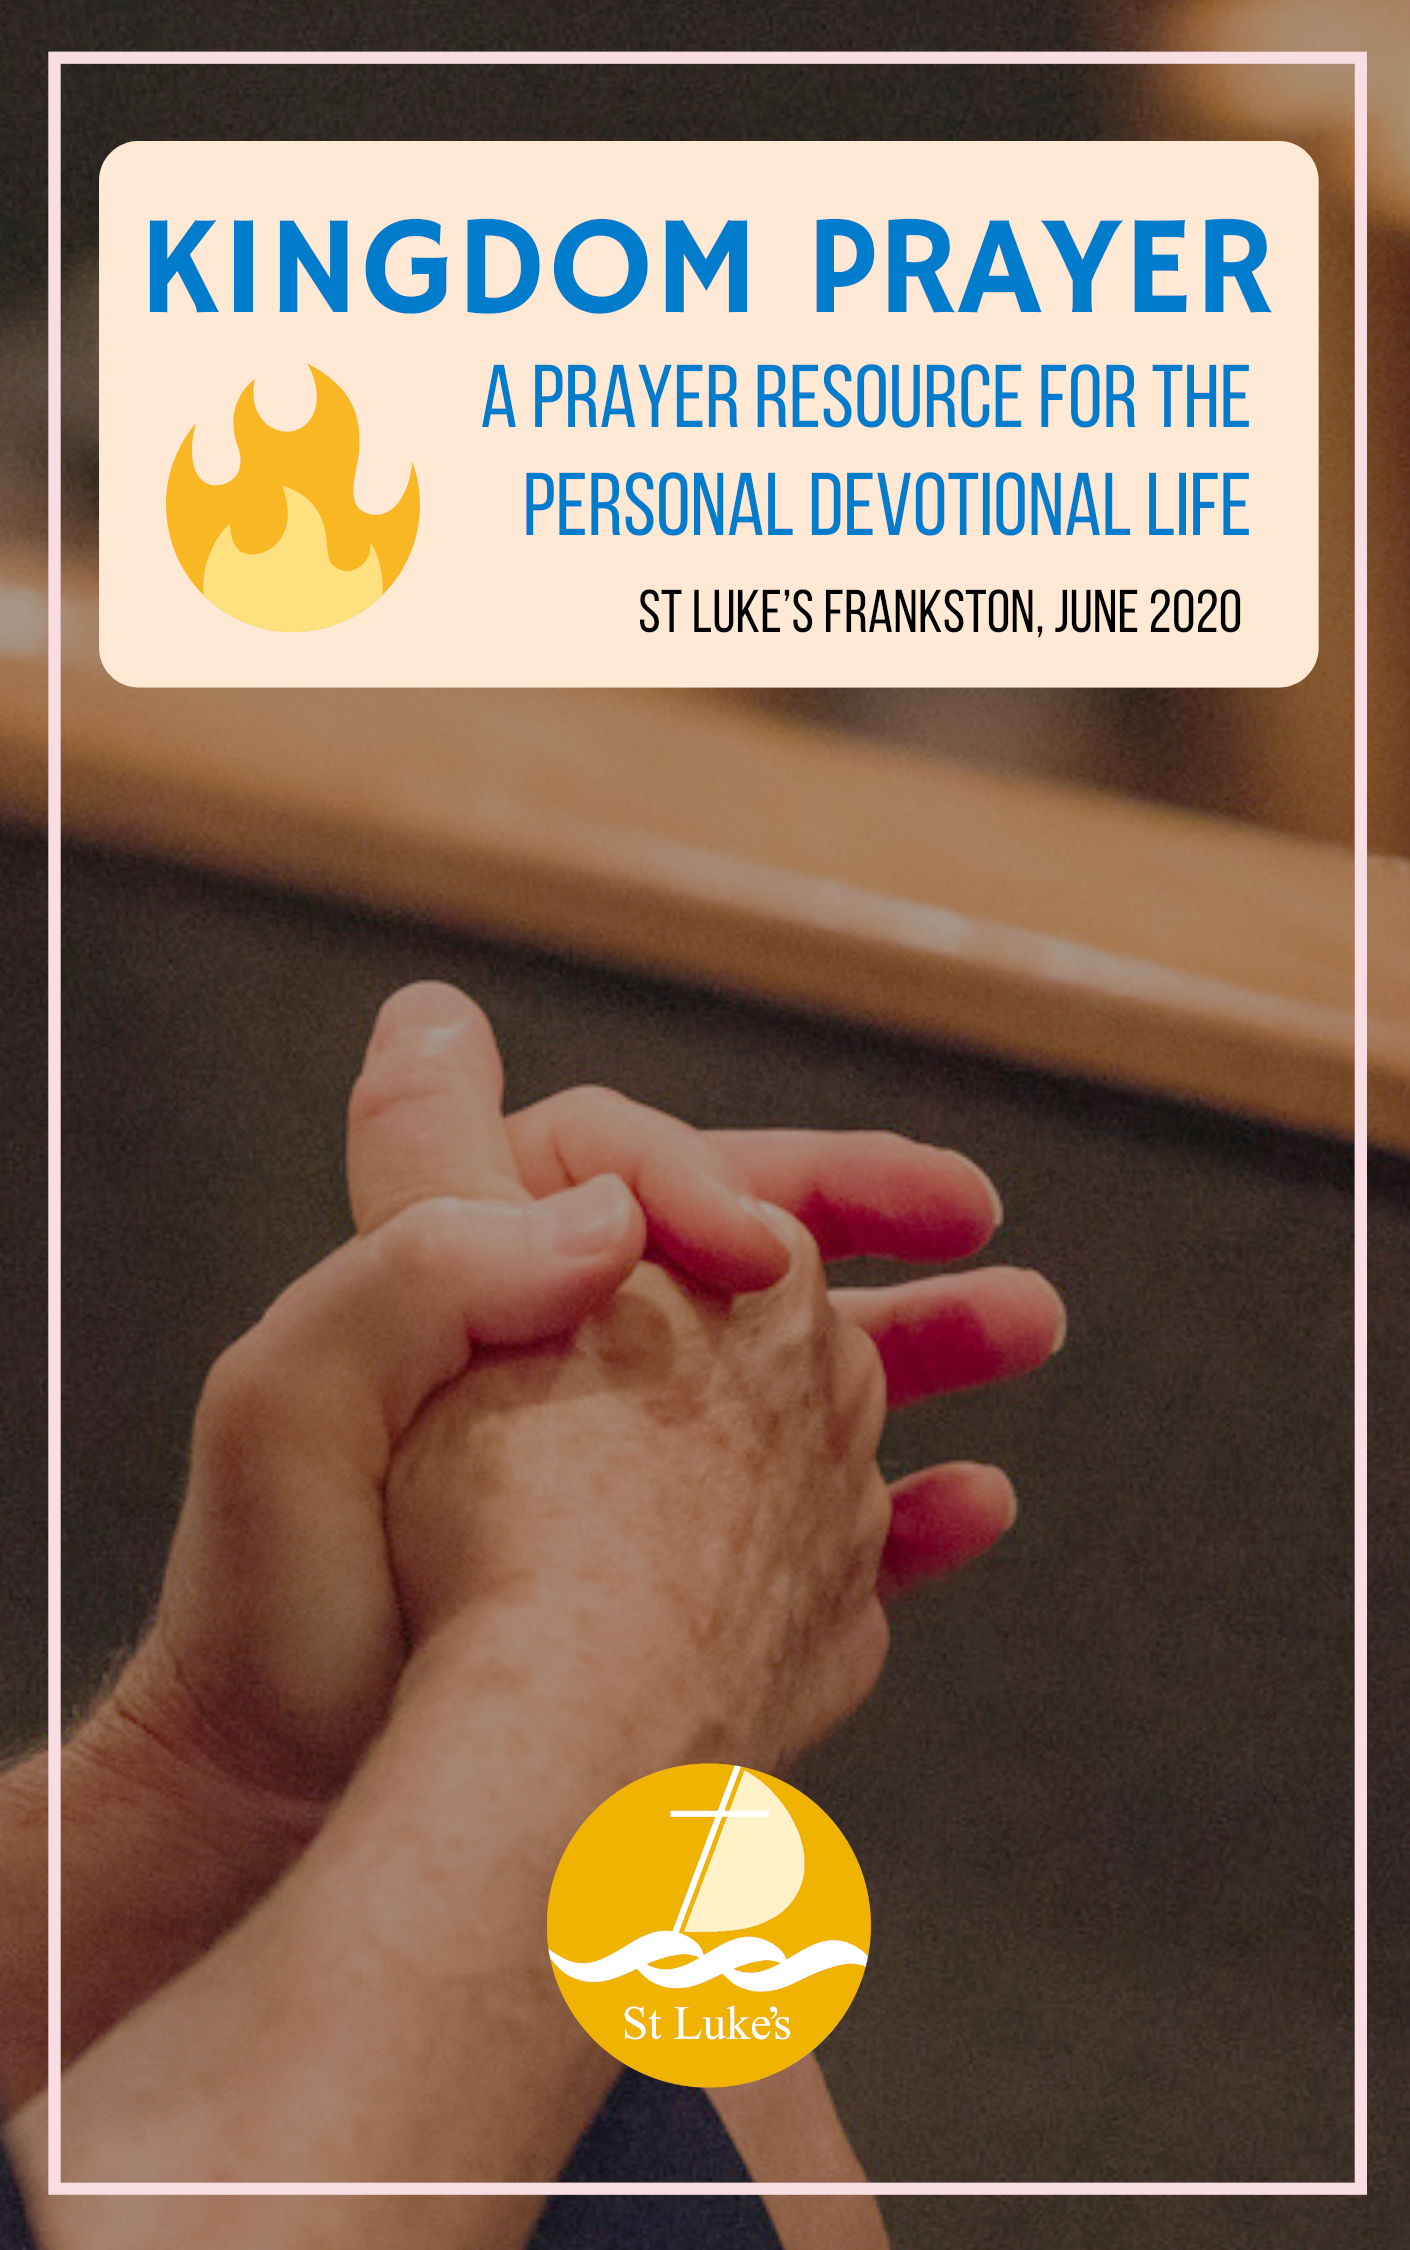 KINGDOM PRAYER
A PRAYER RESOURCE FOR THE
PERSONAL DEVOTIONAL LIFE
ST LUKE'S FRANKSTON, JUNE 2020
St Luke's